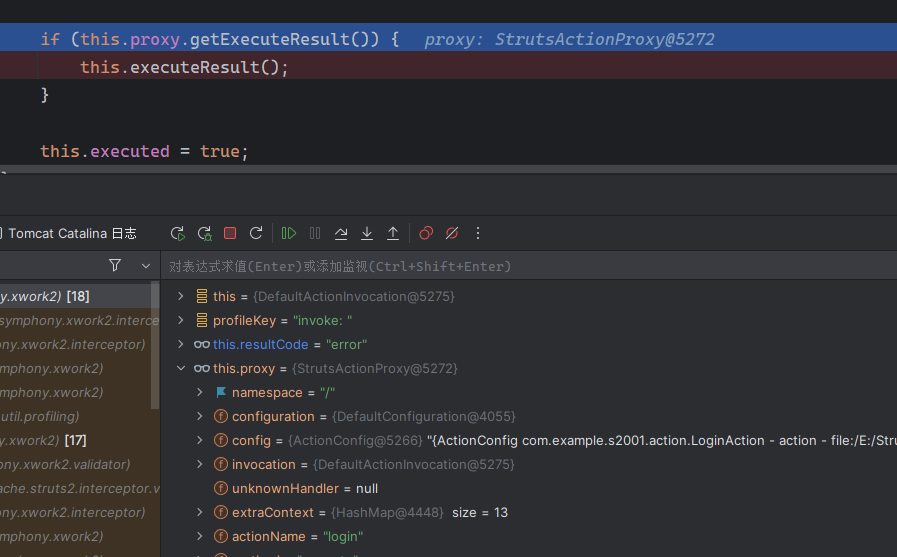 if (this.proxy.getExecuteResult()) {   proxy: StrutsActionProxy@5272
this.executeResult();
}
this.executed = true;
Tomcat Catalina 日志
对表达式求值(Enter)或添加监视(Ctrl+Shift+Enter)
y.xwork2) [18]
this = {DefaultActionInvocation@5275}
symphony.xwork2.interce
profileKey = "invoke: "
ony.xwork2.interceptor)
this.resultCode = "error"
mphony.xwork2)
this.proxy = {StrutsActionProxy@5272}
mphony.xwork2)
namespace = "/"
util.profiling)
configuration = {DefaultConfiguration@4055}
y.xwork2) [17]
config = {ActionConfig@5266} "{ActionConfig com.example.s2001.action.LoginAction - action - file:/E:/Stru
ony.xwork2.validator)
invocation = {DefaultActionInvocation@5275}
ache.struts2.interceptor.v
unknownHandler = null
ony.xwork2.interceptor)
extraContext = {HashMap@4448}  size = 13
mphony.xwork2)
actionName = "login"